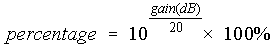 percentage = 10^(gain(dB)/20) × 100%